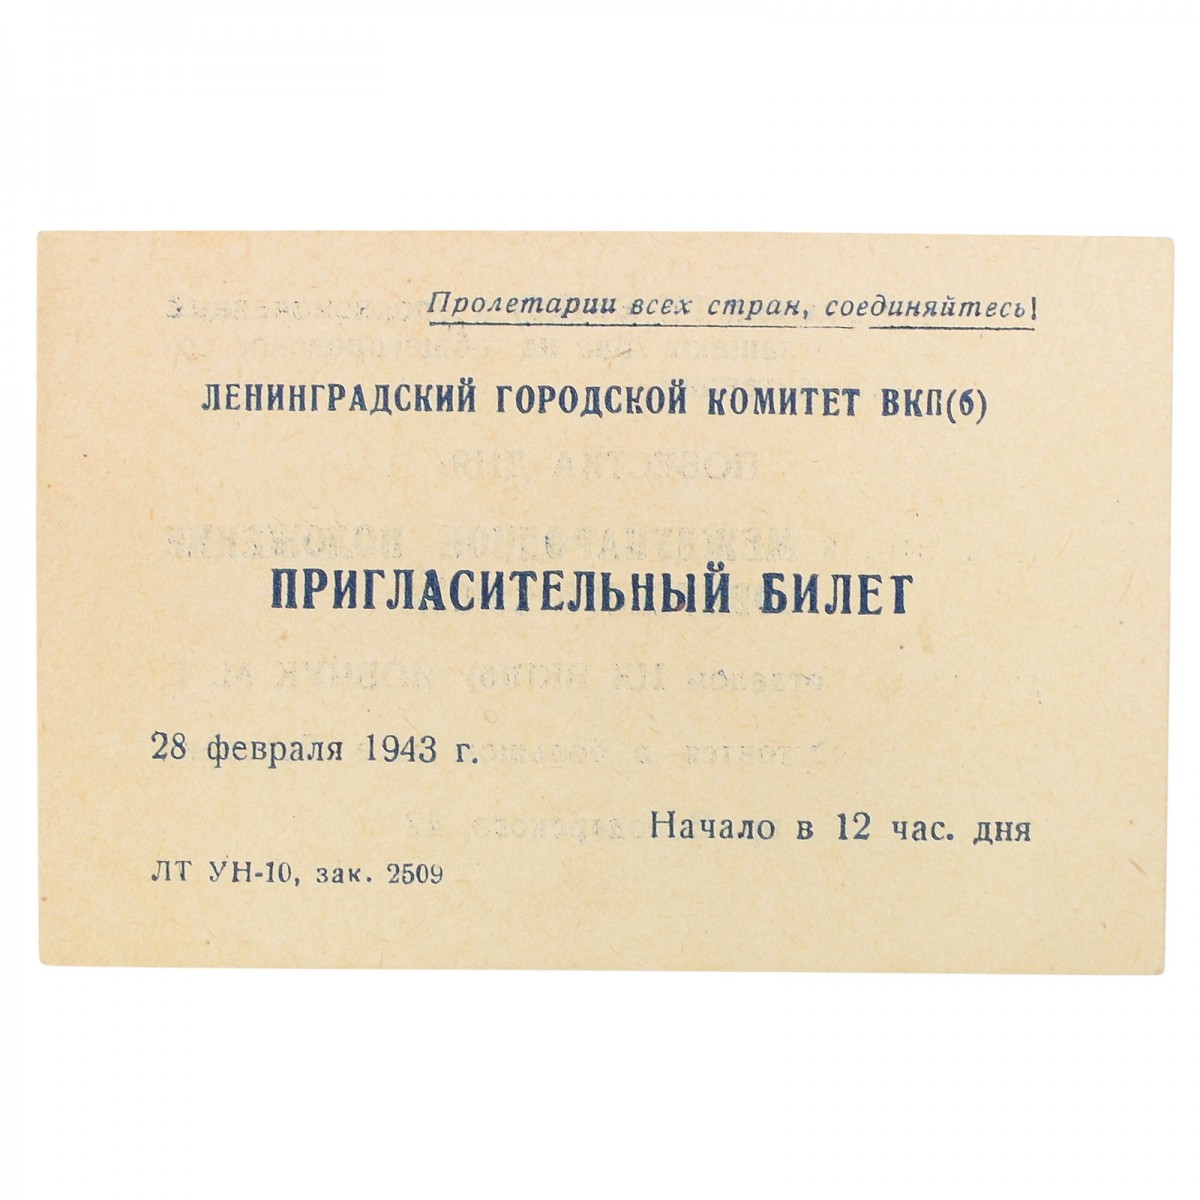 Пролетарии всех стран, соединяйтесь!
ЛЕНИНГРАДСКИЙ ГОРОДСКОЙ КОМИТЕТ ВКП(б)
ПРИГЛАСИТЕЛЬНЫЙ БИЛЕТ
28 февраля 1943 г.
Начало в 12 час. дня
ЛТ УН-10, зак. 2509